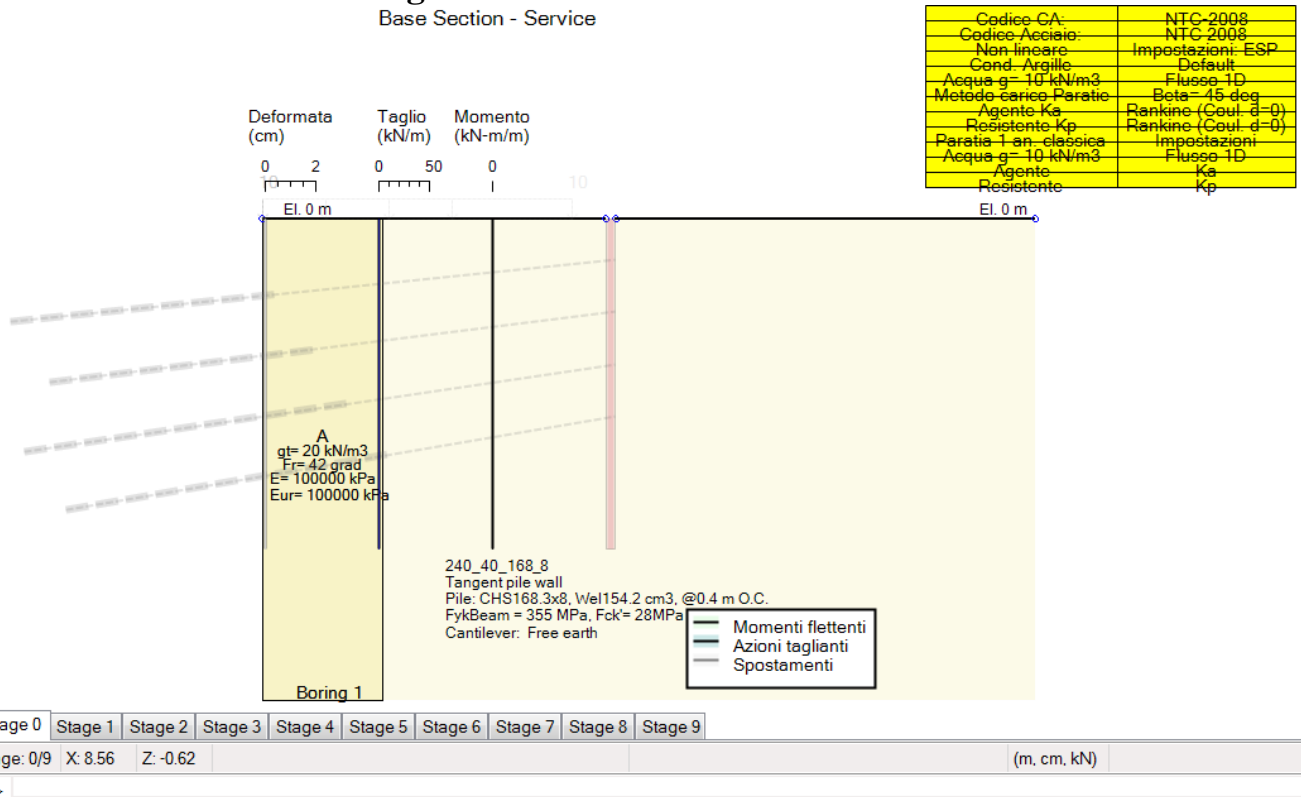 Base Section - Service
Codice CA: NTC-2008
Codice Acciaio: NTC 2008
Non lineare Impostazioni: ESP
Cond. Argille Default
Acqua g= 10 kN/m3 Flusso 1D
Metodo carico Paratie Beta= 45 deg
Agente Ka Rankine (Coul. d=0)
Resistente Kp Rankine (Coul. d=0)
Paratia 1 an. classica Impostazioni
Acqua g= 10 kN/m3 Flusso 1D
Agente Ka
Resistente Kp
Deformata Taglio Momento
(cm) (kN/m) (kN-m/m)
0 2 0 50 0
10 10
El. 0 m El. 0 m
A
gt= 20 kN/m3
Fr= 42 grad
E= 100000 kPa
Eur= 100000 kPa
240_40_168_8
Tangent pile wall
Pile: CHS168.3x8, Wel154.2 cm3, @0.4 m O.C.
FykBeam = 355 MPa, Fck'= 28MPa
Cantilever: Free earth
Momenti flettenti
Azioni taglianti
Spostamenti
Boring 1
age 0 Stage 1 Stage 2 Stage 3 Stage 4 Stage 5 Stage 6 Stage 7 Stage 8 Stage 9
ge: 0/9 X: 8.56 Z: -0.62 (m, cm, kN)